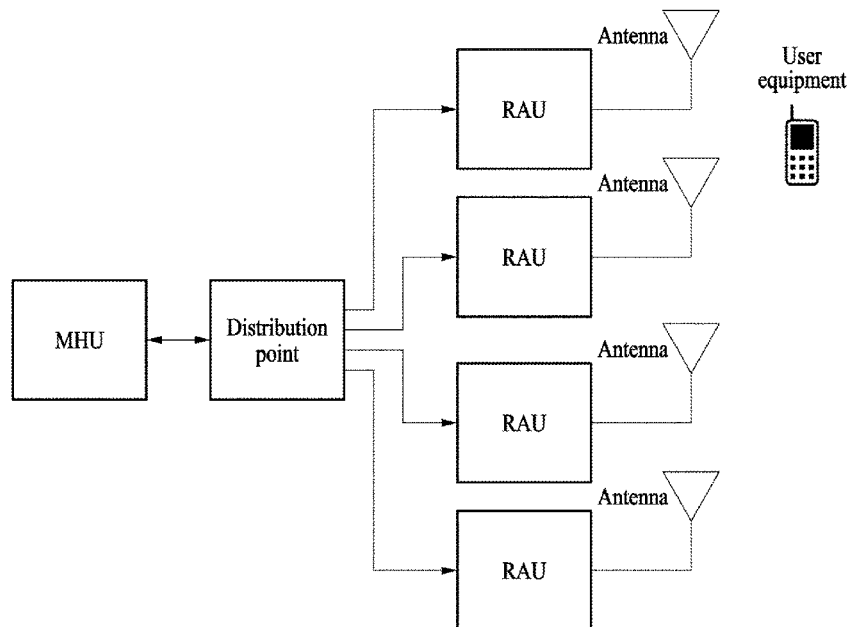 Antenna
RAU
User
equipment
Antenna
RAU
MHU
Distribution
point
Antenna
RAU
Antenna
RAU